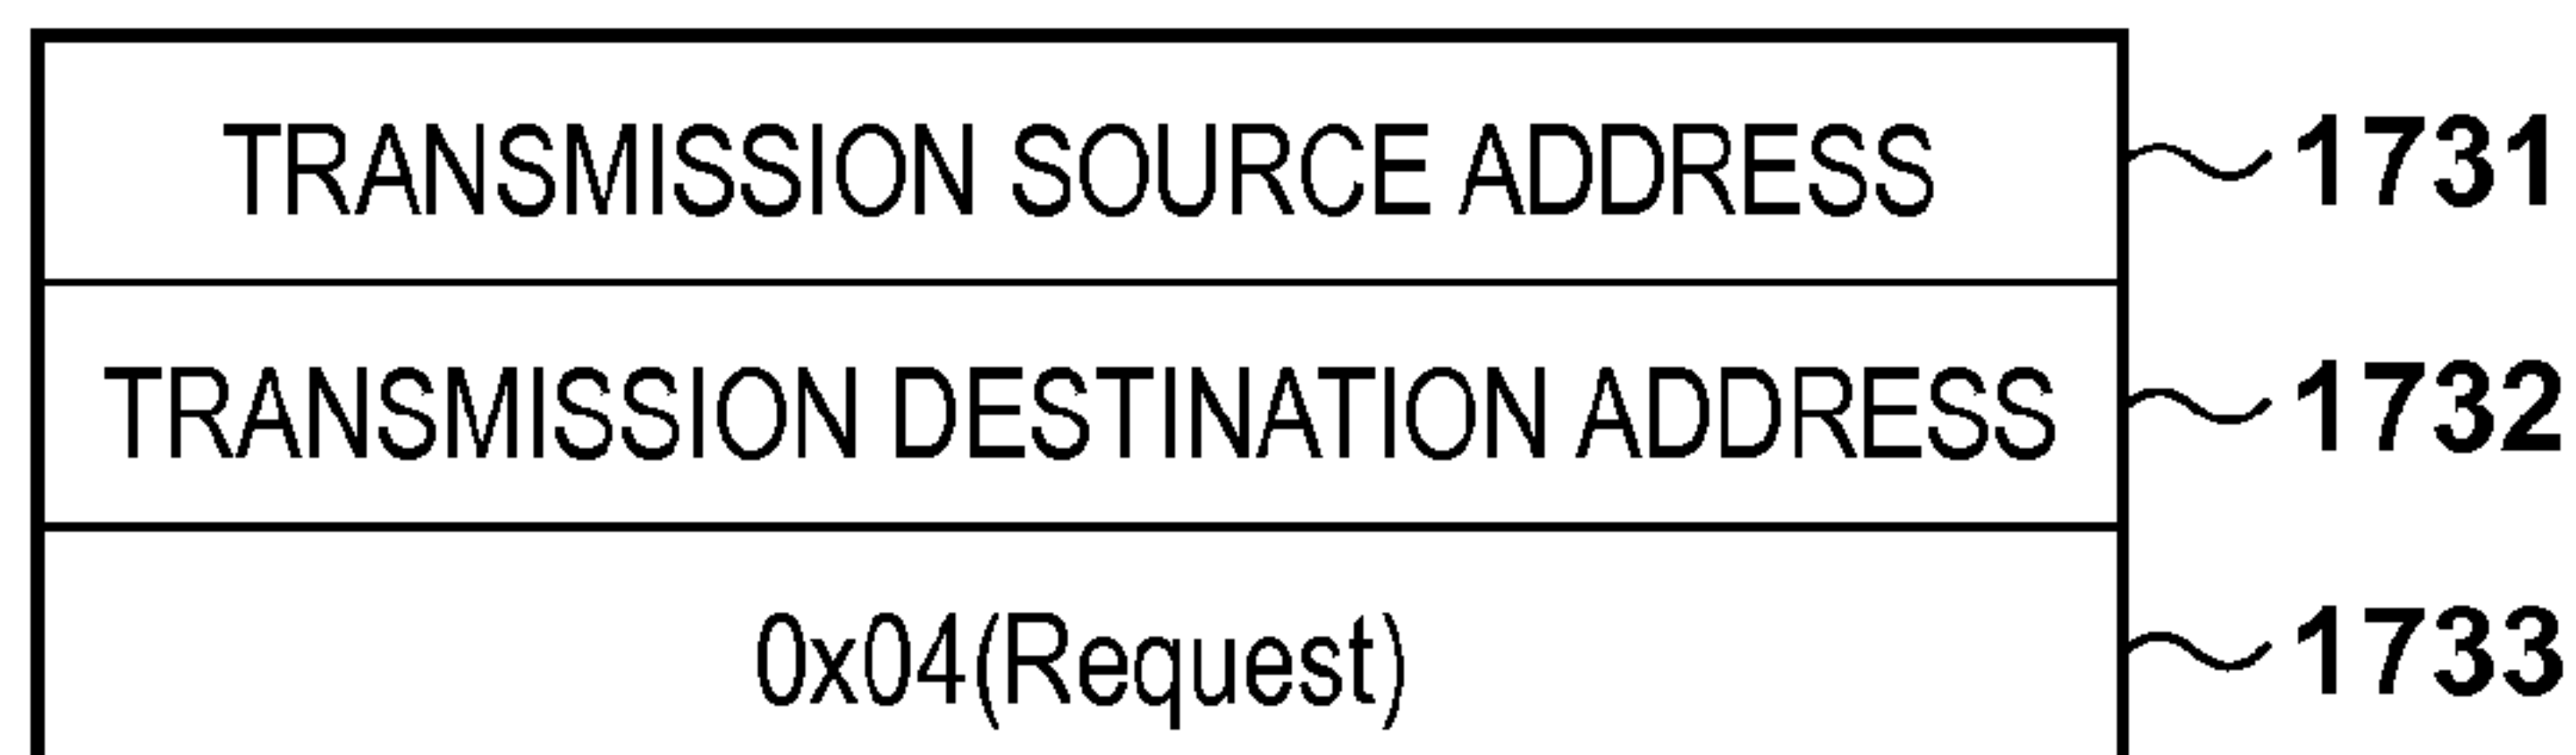 TRANSMISSION SOURCE ADDRESS 1731
TRANSMISSION DESTINATION ADDRESS 1732
0x04(Request) 1733